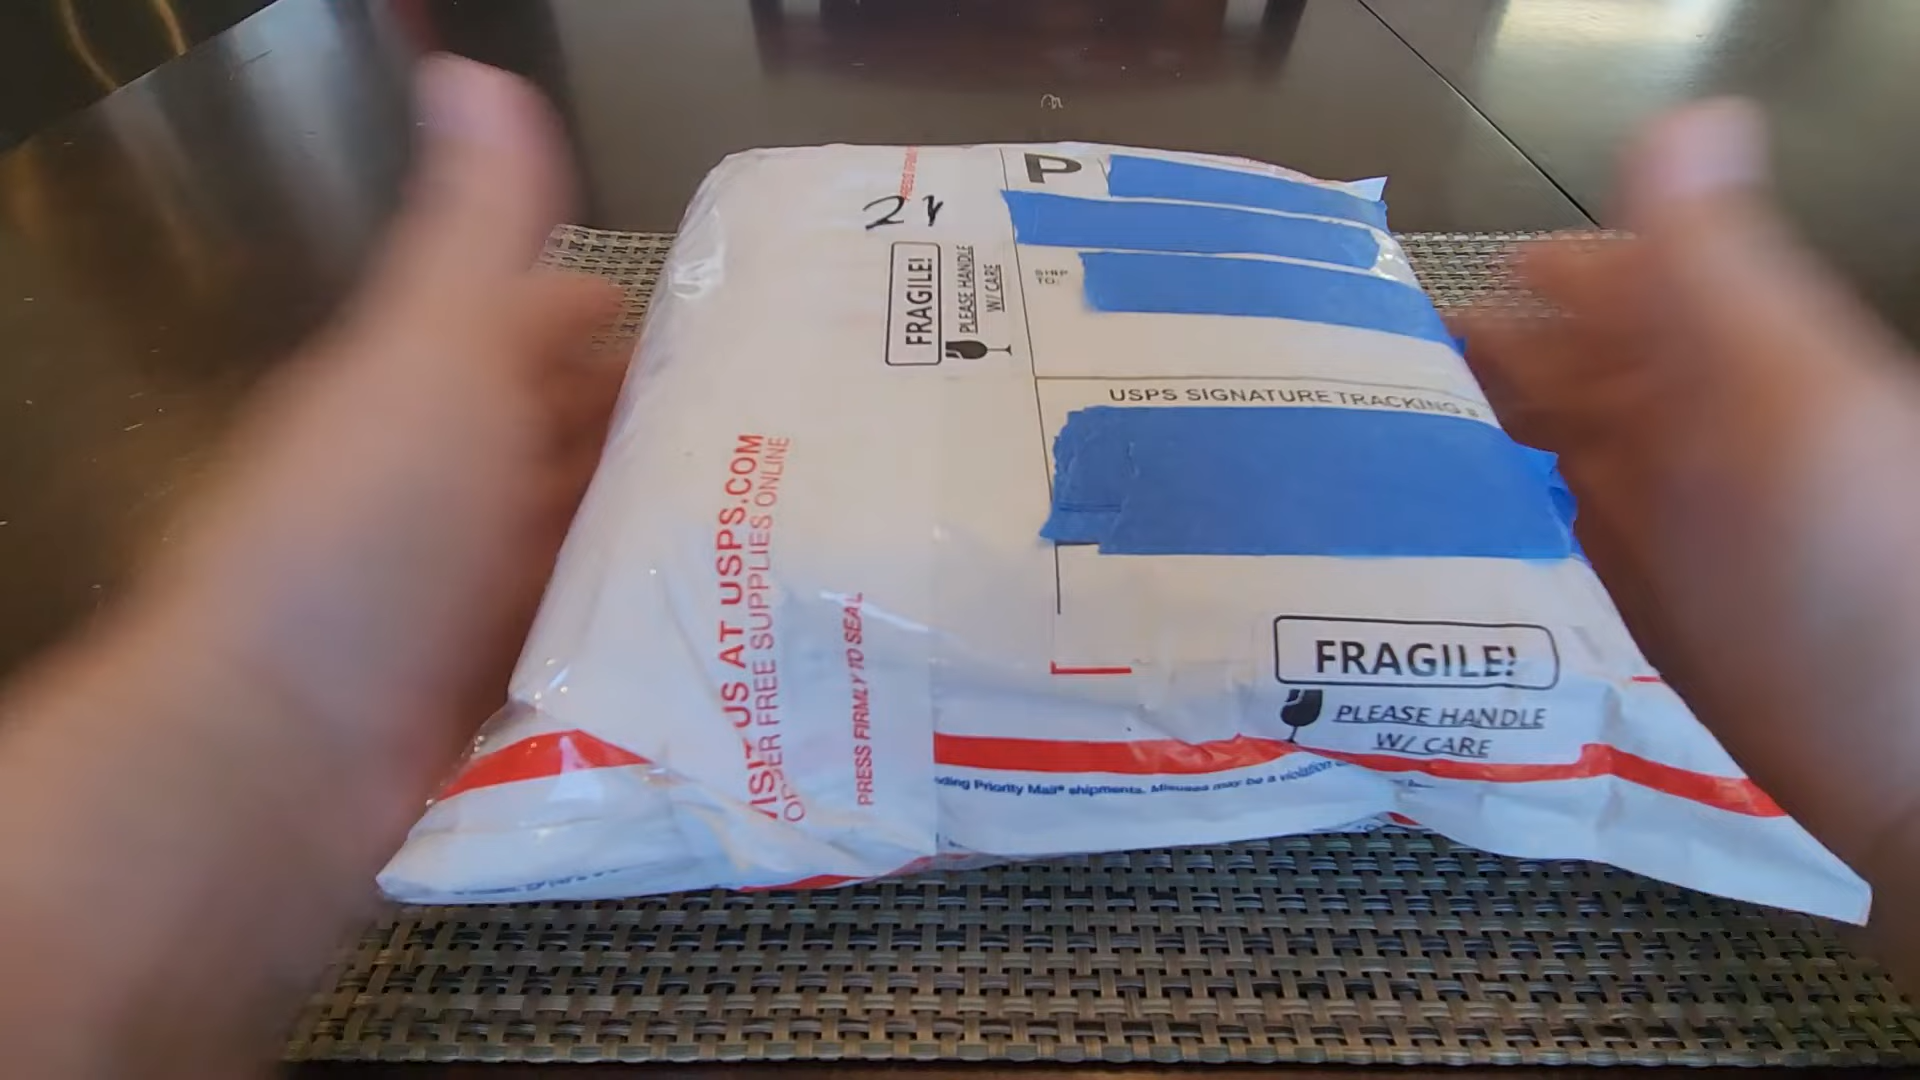 P
24
FRAGILE!
PLEASE HANDLE
W/ CARE
SHIP
TO:
USPS SIGNATURE TRACKING #
VISIT US AT USPS.COM
ORDER FREE SUPPLIES ONLINE
PRESS FIRMLY TO SEAL
FRAGILE!
PLEASE HANDLE
W/ CARE
Priority Mail® shipments. Misuses may be a violation